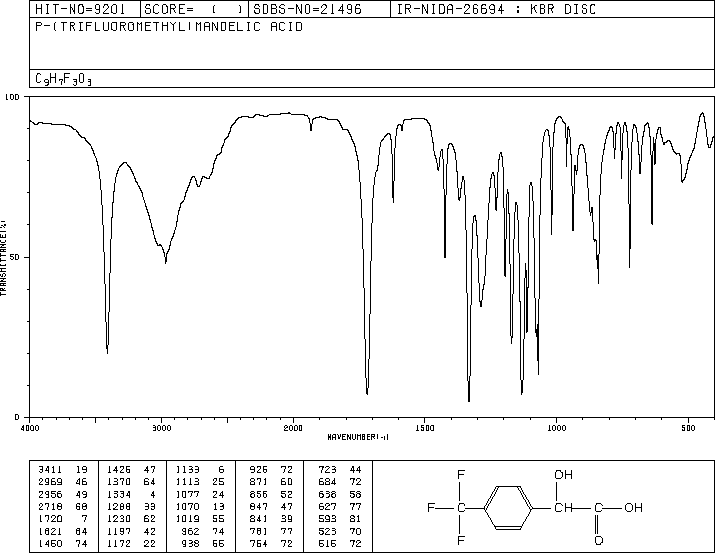 HIT-NO=9201 SCORE= ( ) SDBS-NO=21496 IR-NIDA-26694 : KBR DISC
P-(TRIFLUOROMETHYL)MANDELIC ACID
C9H7F3O3
100
50
0
TRANSMITTANCE(%)
4000 3000 2000 1500 1000 500
WAVENUMBER(-1)
3411 19 1426 47 1133 6 926 72 723 44
2969 46 1370 64 1113 25 871 60 684 72
2956 49 1334 4 1077 24 856 52 638 58
2718 68 1288 33 1070 13 847 47 627 77
1720 7 1230 62 1019 55 841 39 593 81
1621 64 1197 42 962 74 781 77 523 70
1460 74 1172 22 938 56 754 72 516 72
F
F
F
OH
CH
C
C
OH
O